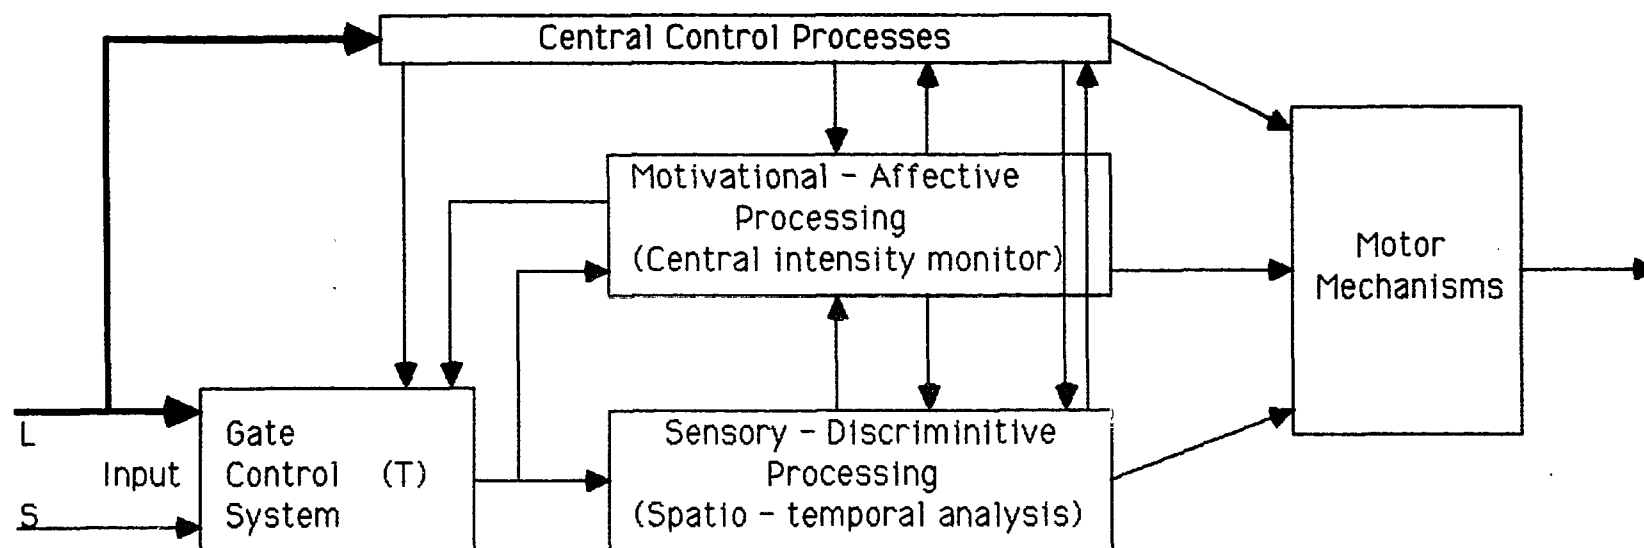 Central Control Processes
Motivational - Affective
Processing
(Central intensity monitor)
Motor
Mechanisms
L
Input
S
Gate
Control (T)
System
Sensory - Discriminitive
Processing
(Spatio - temporal analysis)